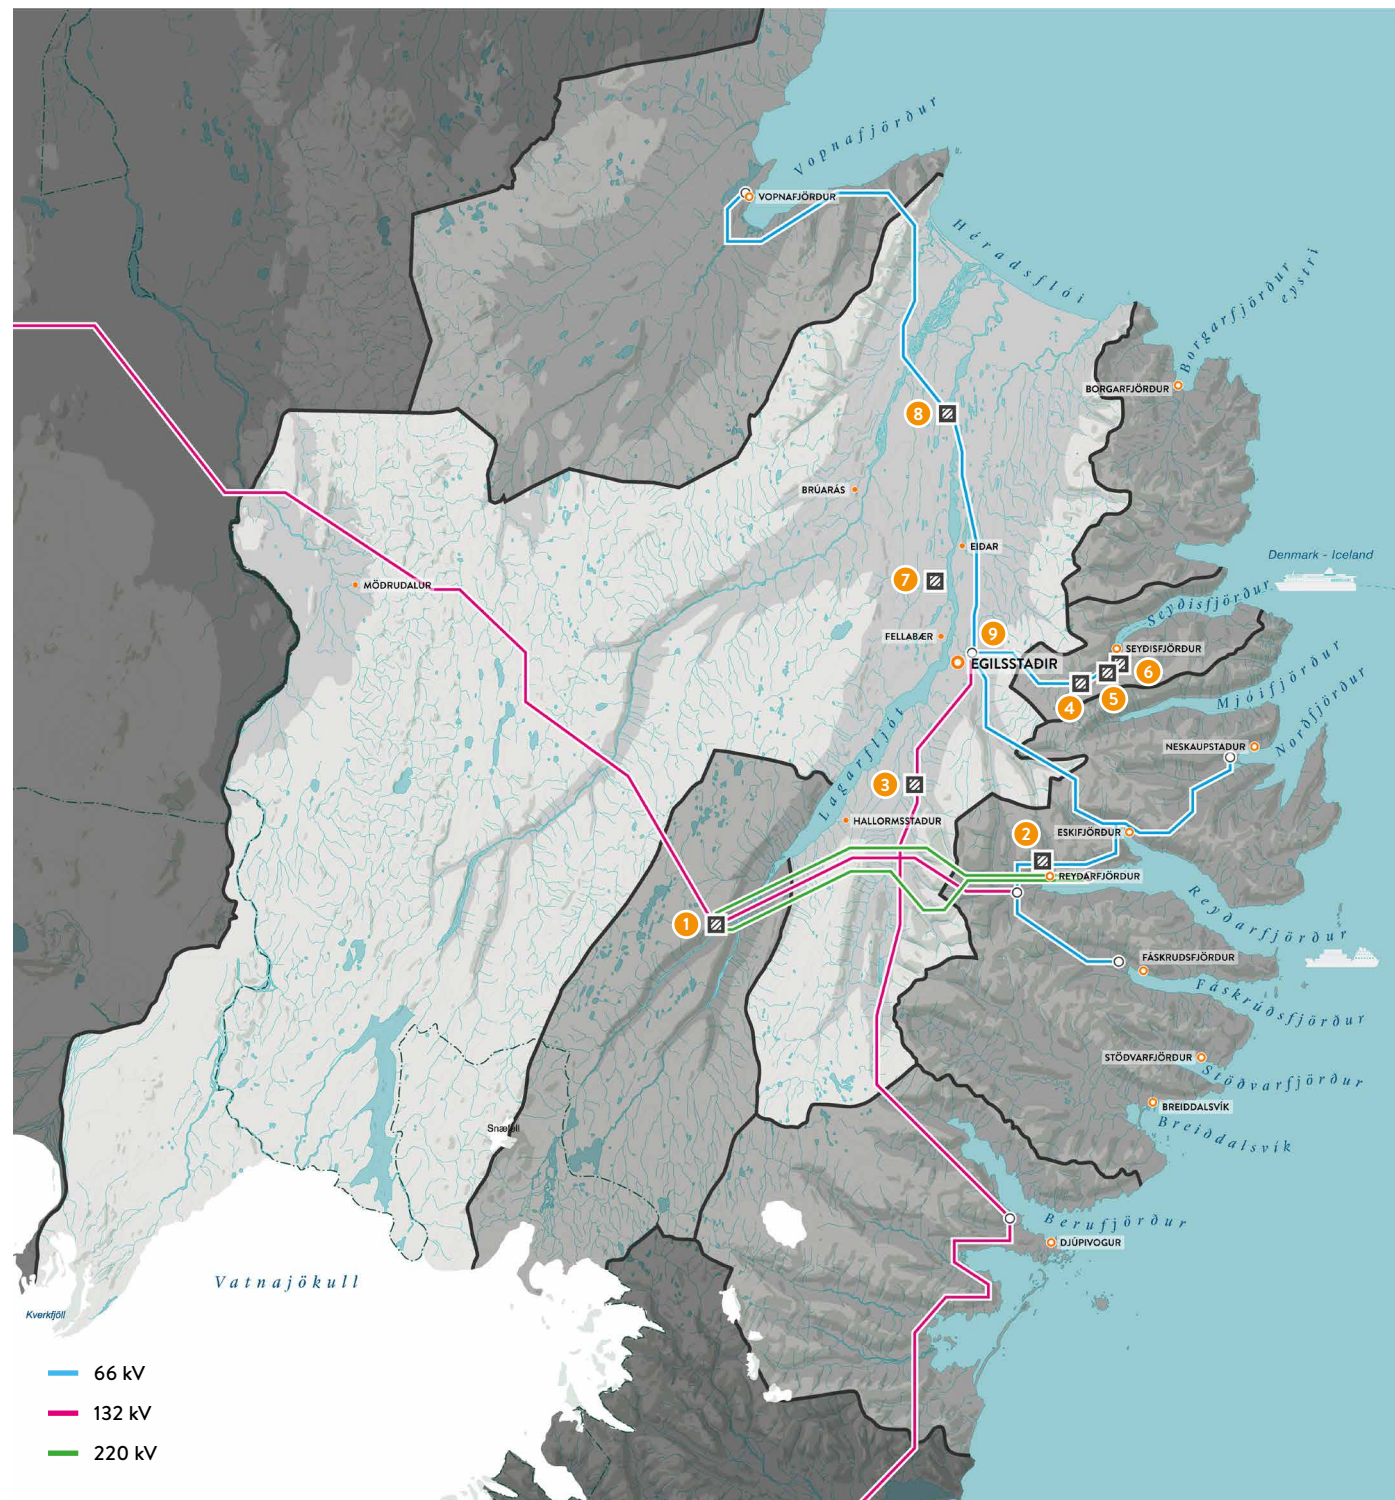 Vopnafjörður
VOPNAFJÖRÐUR
Héraðsflói
Borgarfjörður
eystri
BORGARFJÖRÐUR
8
BRÚARÁS
EIÐAR
Denmark - Iceland
7
MÖÐRUDALUR
Seyðisfjörður
9
FELLABÆR
SEYÐISFJÖRÐUR
EGILSSTAÐIR
6
5
4
Mjóifjörður
Norðfjörður
NESKAUPSTAÐUR
3
Lagarfljót
HALLORMSSTAÐUR
2
ESKIFJÖRÐUR
REYÐARFJÖRÐUR
Reyðarfjörður
1
FÁSKRÚÐSFJÖRÐUR
Fáskrúðsfjörður
STÖÐVARFJÖRÐUR
Stöðvarfjörður
BREIÐDALSVÍK
Breiðdalsvík
Snæfell
Berufjörður
DJÚPIVOGUR
Vatnajökull
Kverkfjöll
66 kV
132 kV
220 kV